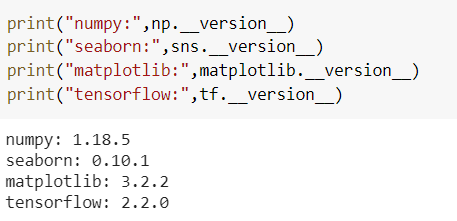 print("numpy:",np.__version__)
print("seaborn:",sns.__version__)
print("matplotlib:",matplotlib.__version__)
print("tensorflow:",tf.__version__)
numpy: 1.18.5
seaborn: 0.10.1
matplotlib: 3.2.2
tensorflow: 2.2.0